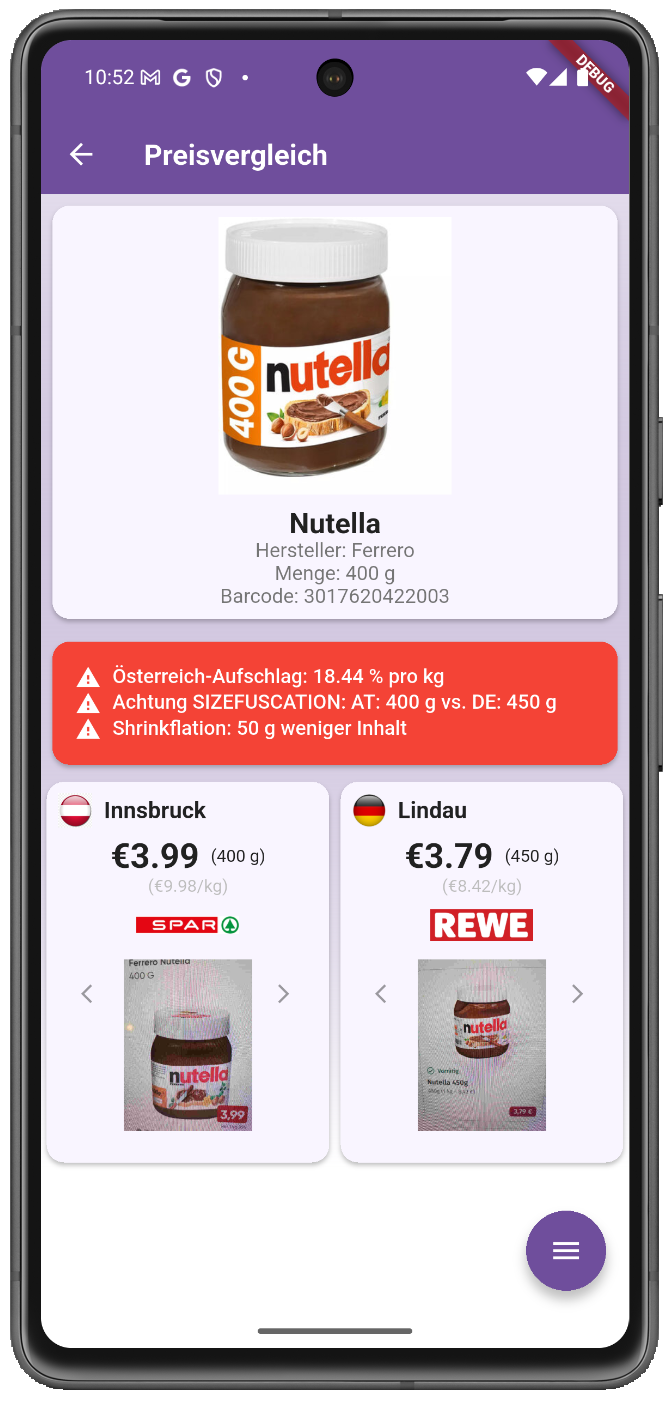 10:52
DEBUG
Preisvergleich
400 G
nutella
Nutella
Hersteller: Ferrero
Menge: 400 g
Barcode: 3017620422003
Österreich-Aufschlag: 18.44 % pro kg
Achtung SIZEFUSCATION: AT: 400 g vs. DE: 450 g
Shrinkflation: 50 g weniger Inhalt
Innsbruck
€3.99 (400 g)
(€9.98/kg)
SPAR
Ferrero Nutella
400 G
nutella
3,99
Lindau
€3.79 (450 g)
(€8.42/kg)
REWE
nutella
Vorrätig
Nutella 450g
3,79 €